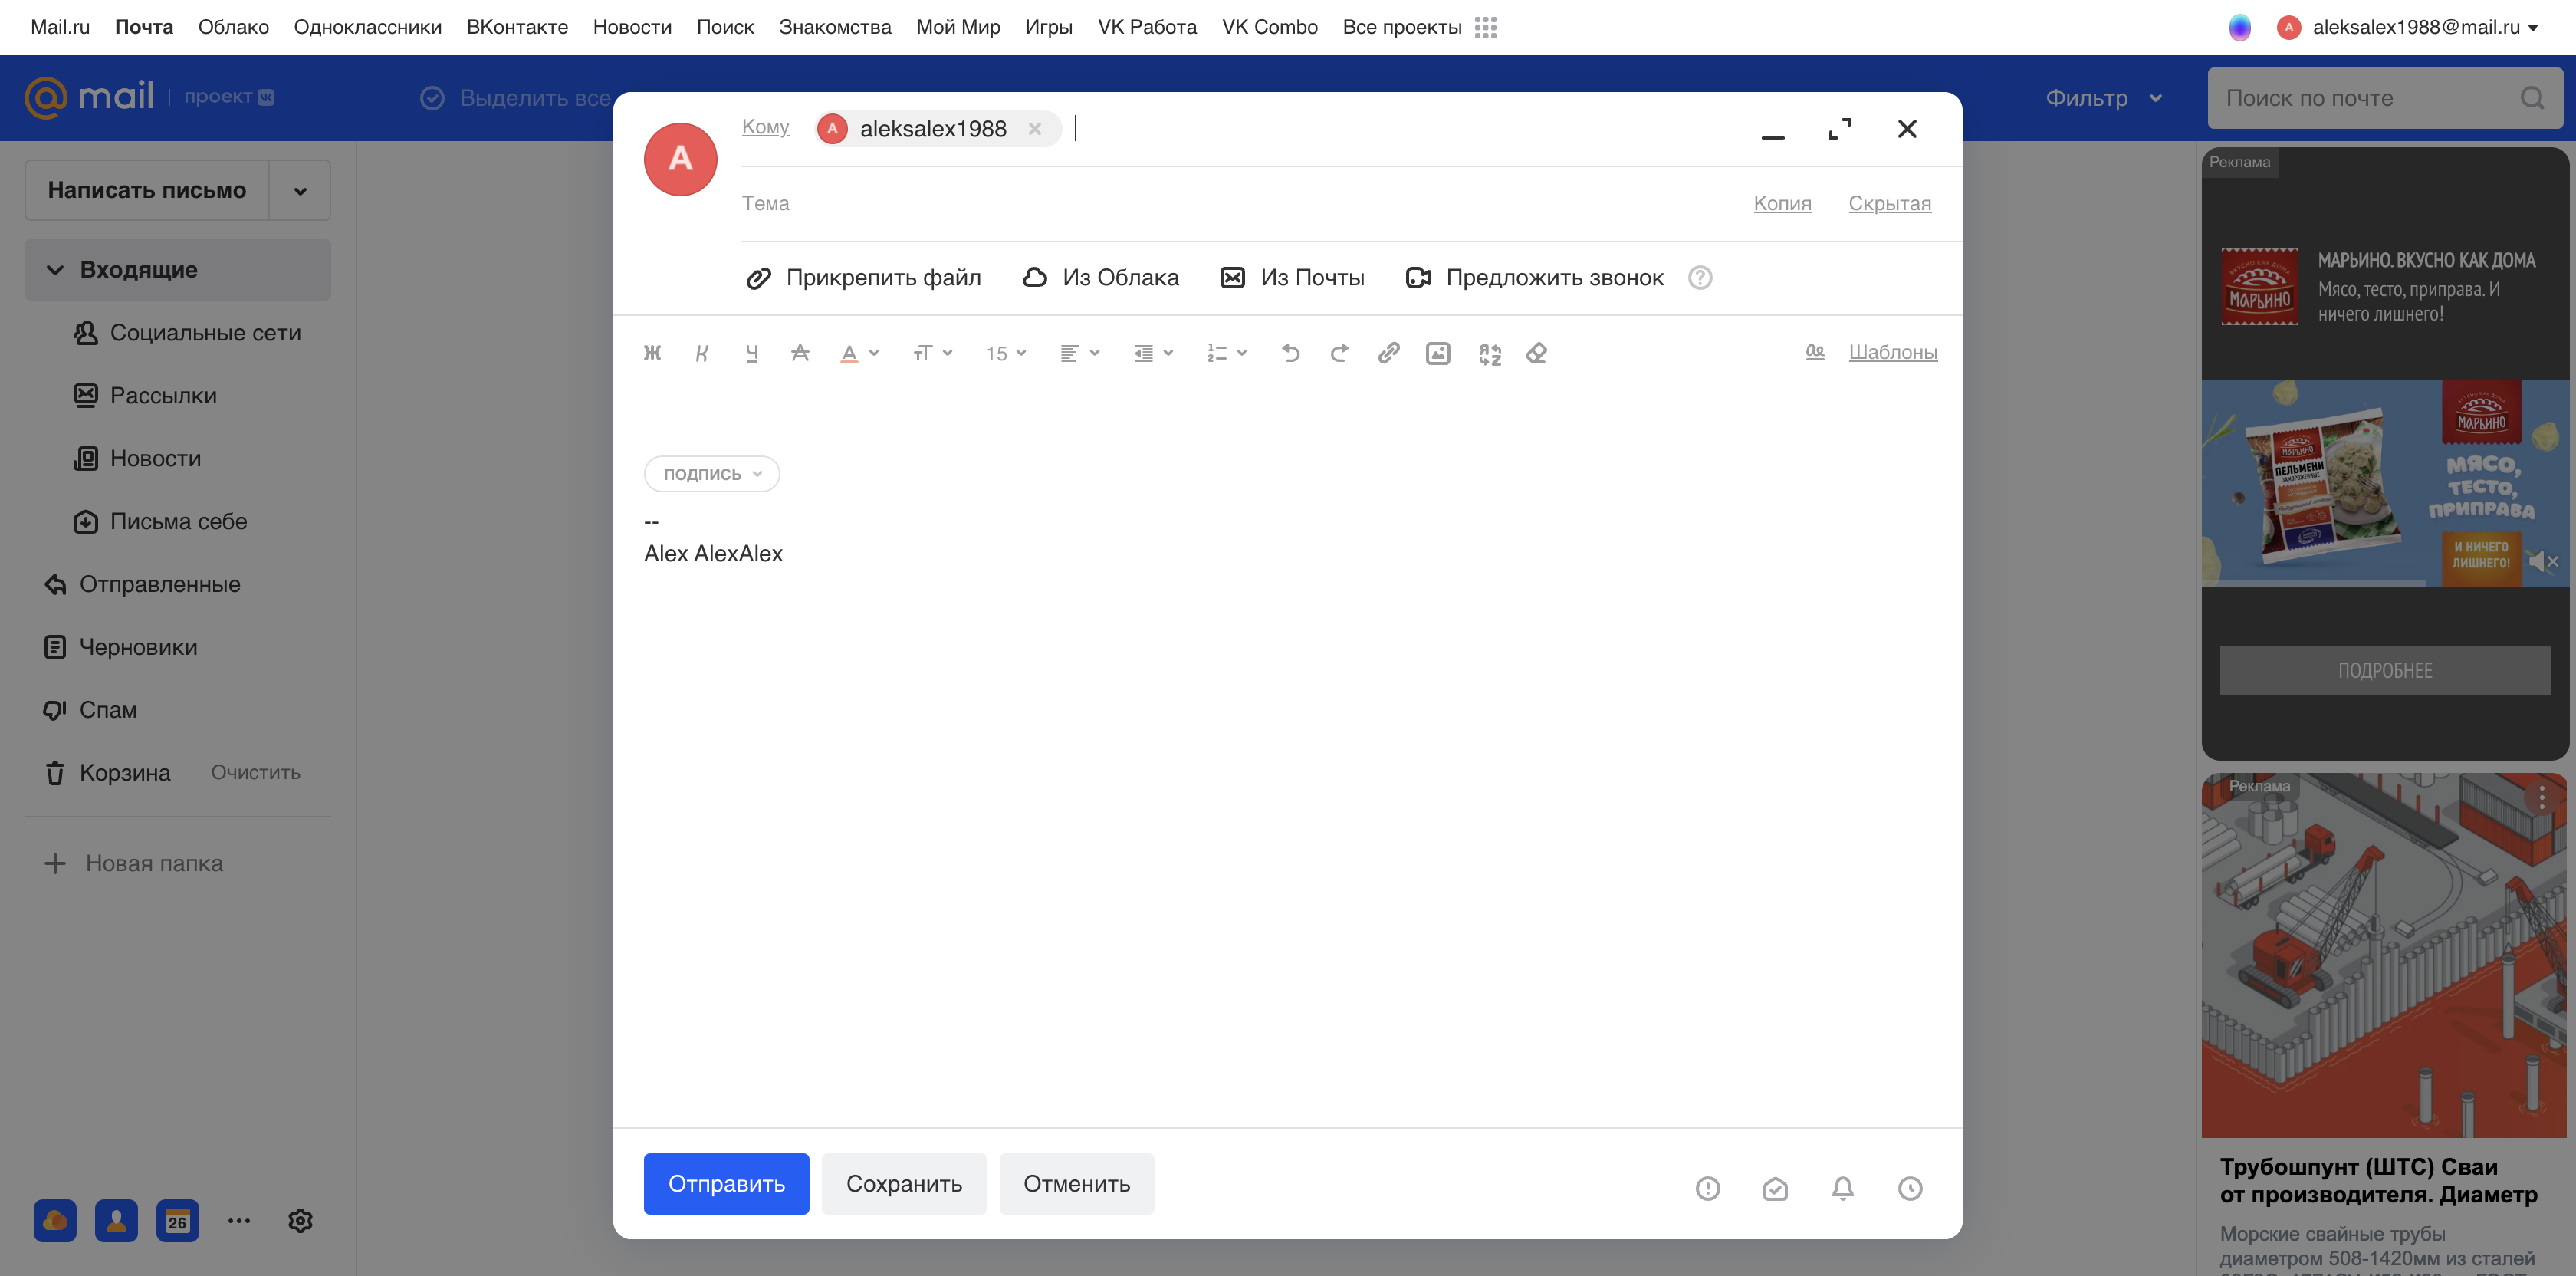 Mail.ru Почта Облако Одноклассники ВКонтакте Новости Поиск Знакомства Мой Мир Игры VK Работа VK Combo Все проекты
A aleksalex1988@mail.ru
@mail | проект VK
Выделить все
Фильтр
Поиск по почте
Написать письмо
Входящие
Социальные сети
Рассылки
Новости
Письма себе
Отправленные
Черновики
Спам
Корзина Очистить
Новая папка
26
A
Кому A aleksalex1988
Тема Копия Скрытая
Прикрепить файл Из Облака Из Почты Предложить звонок ?
Ж К Ч А А тТ 15 Шаблоны
ПОДПИСЬ
--
Alex AlexAlex
Отправить Сохранить Отменить
Реклама
МАРЬИНО
МАРЬИНО. ВКУСНО КАК ДОМА
Мясо, тесто, приправа. И
ничего лишнего!
МАРЬИНО
ПЕЛЬМЕНИ
МАРЬИНО
МЯСО,
ТЕСТО,
ПРИПРАВА
И НИЧЕГО
ЛИШНЕГО!
ПОДРОБНЕЕ
Реклама
Трубошпунт (ШТС) Сваи
от производителя. Диаметр
Морские свайные трубы
диаметром 508-1420мм из сталей